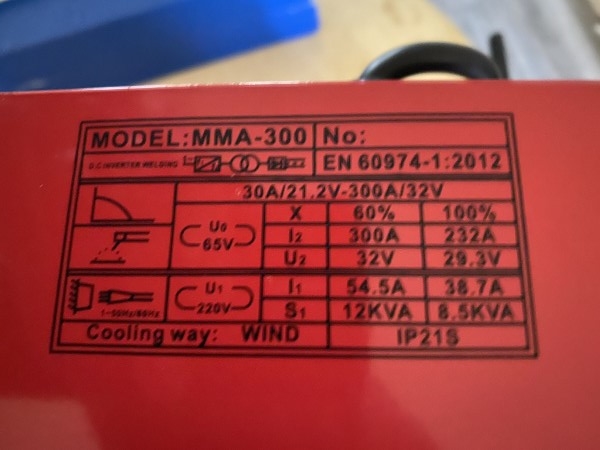 MODEL:MMA-300 No:
D.C INVERTER WELDING EN 60974-1:2012
30A/21.2V-300A/32V
X 60% 100%
U0 65V I2 300A 232A
U2 32V 29.3V
U1 220V I1 54.5A 38.7A
1~50Hz/60Hz S1 12KVA 8.5KVA
Cooling way: WIND IP21S